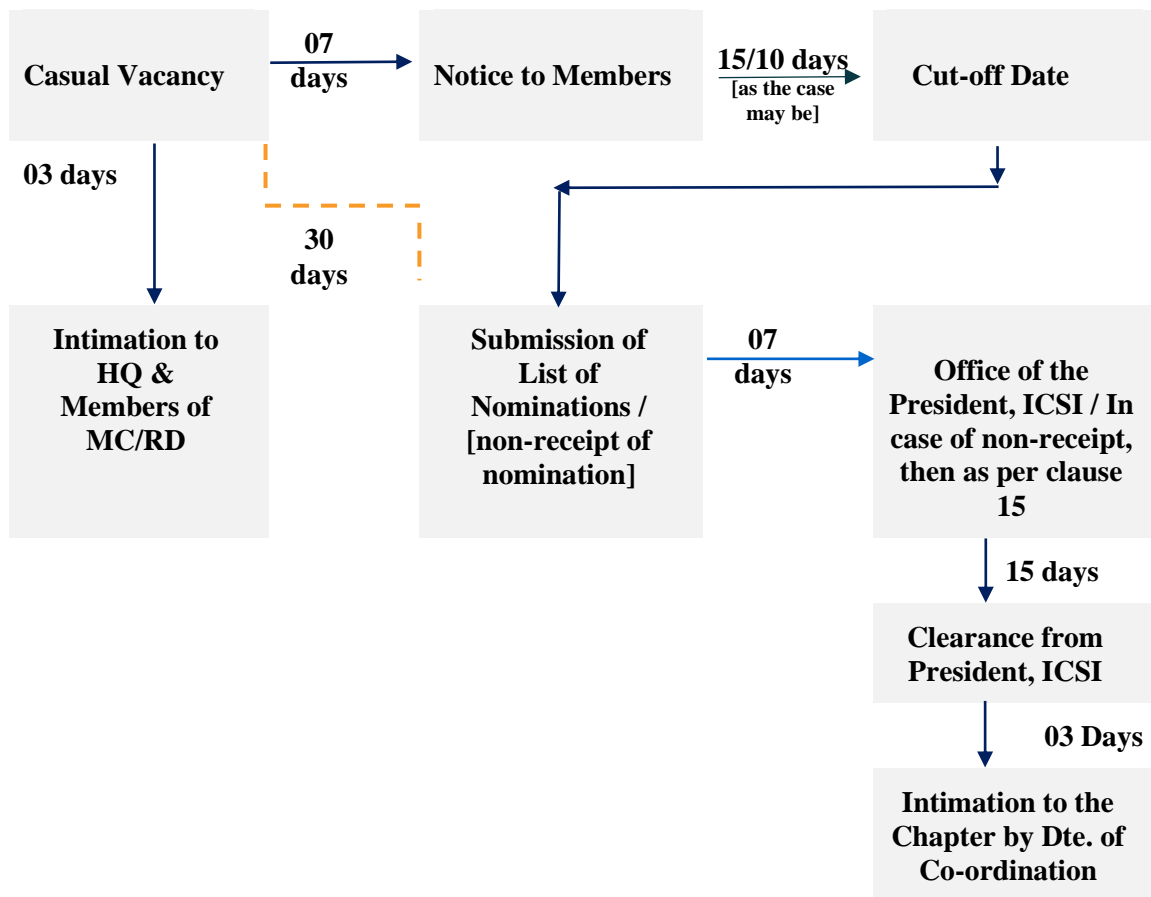 Casual Vacancy
07
days
Notice to Members
15/10 days
[as the case
may be]
Cut-off Date
03 days
30
days
Intimation to
HQ &
Members of
MC/RD
Submission of
List of
Nominations /
[non-receipt of
nomination]
07
days
Office of the
President, ICSI / In
case of non-receipt,
then as per clause
15
15 days
Clearance from
President, ICSI
03 Days
Intimation to the
Chapter by Dte. of
Co-ordination